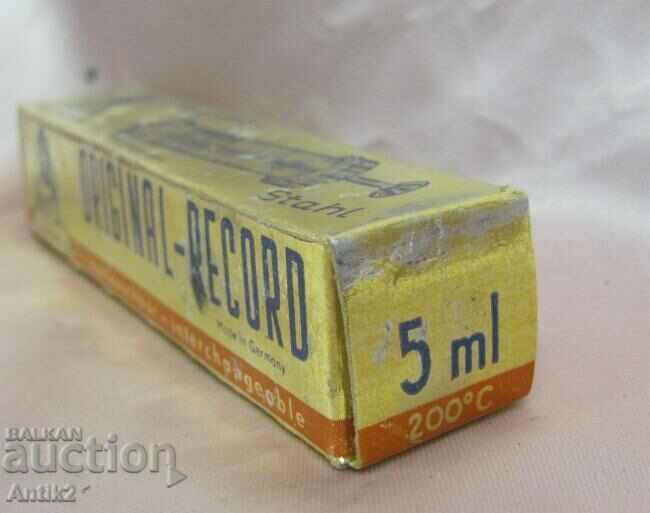 Stahl
ORIGINAL-RECORD
Made in Germany
interchangeable
5 ml
200°C
BALKAN
auction
Antik2